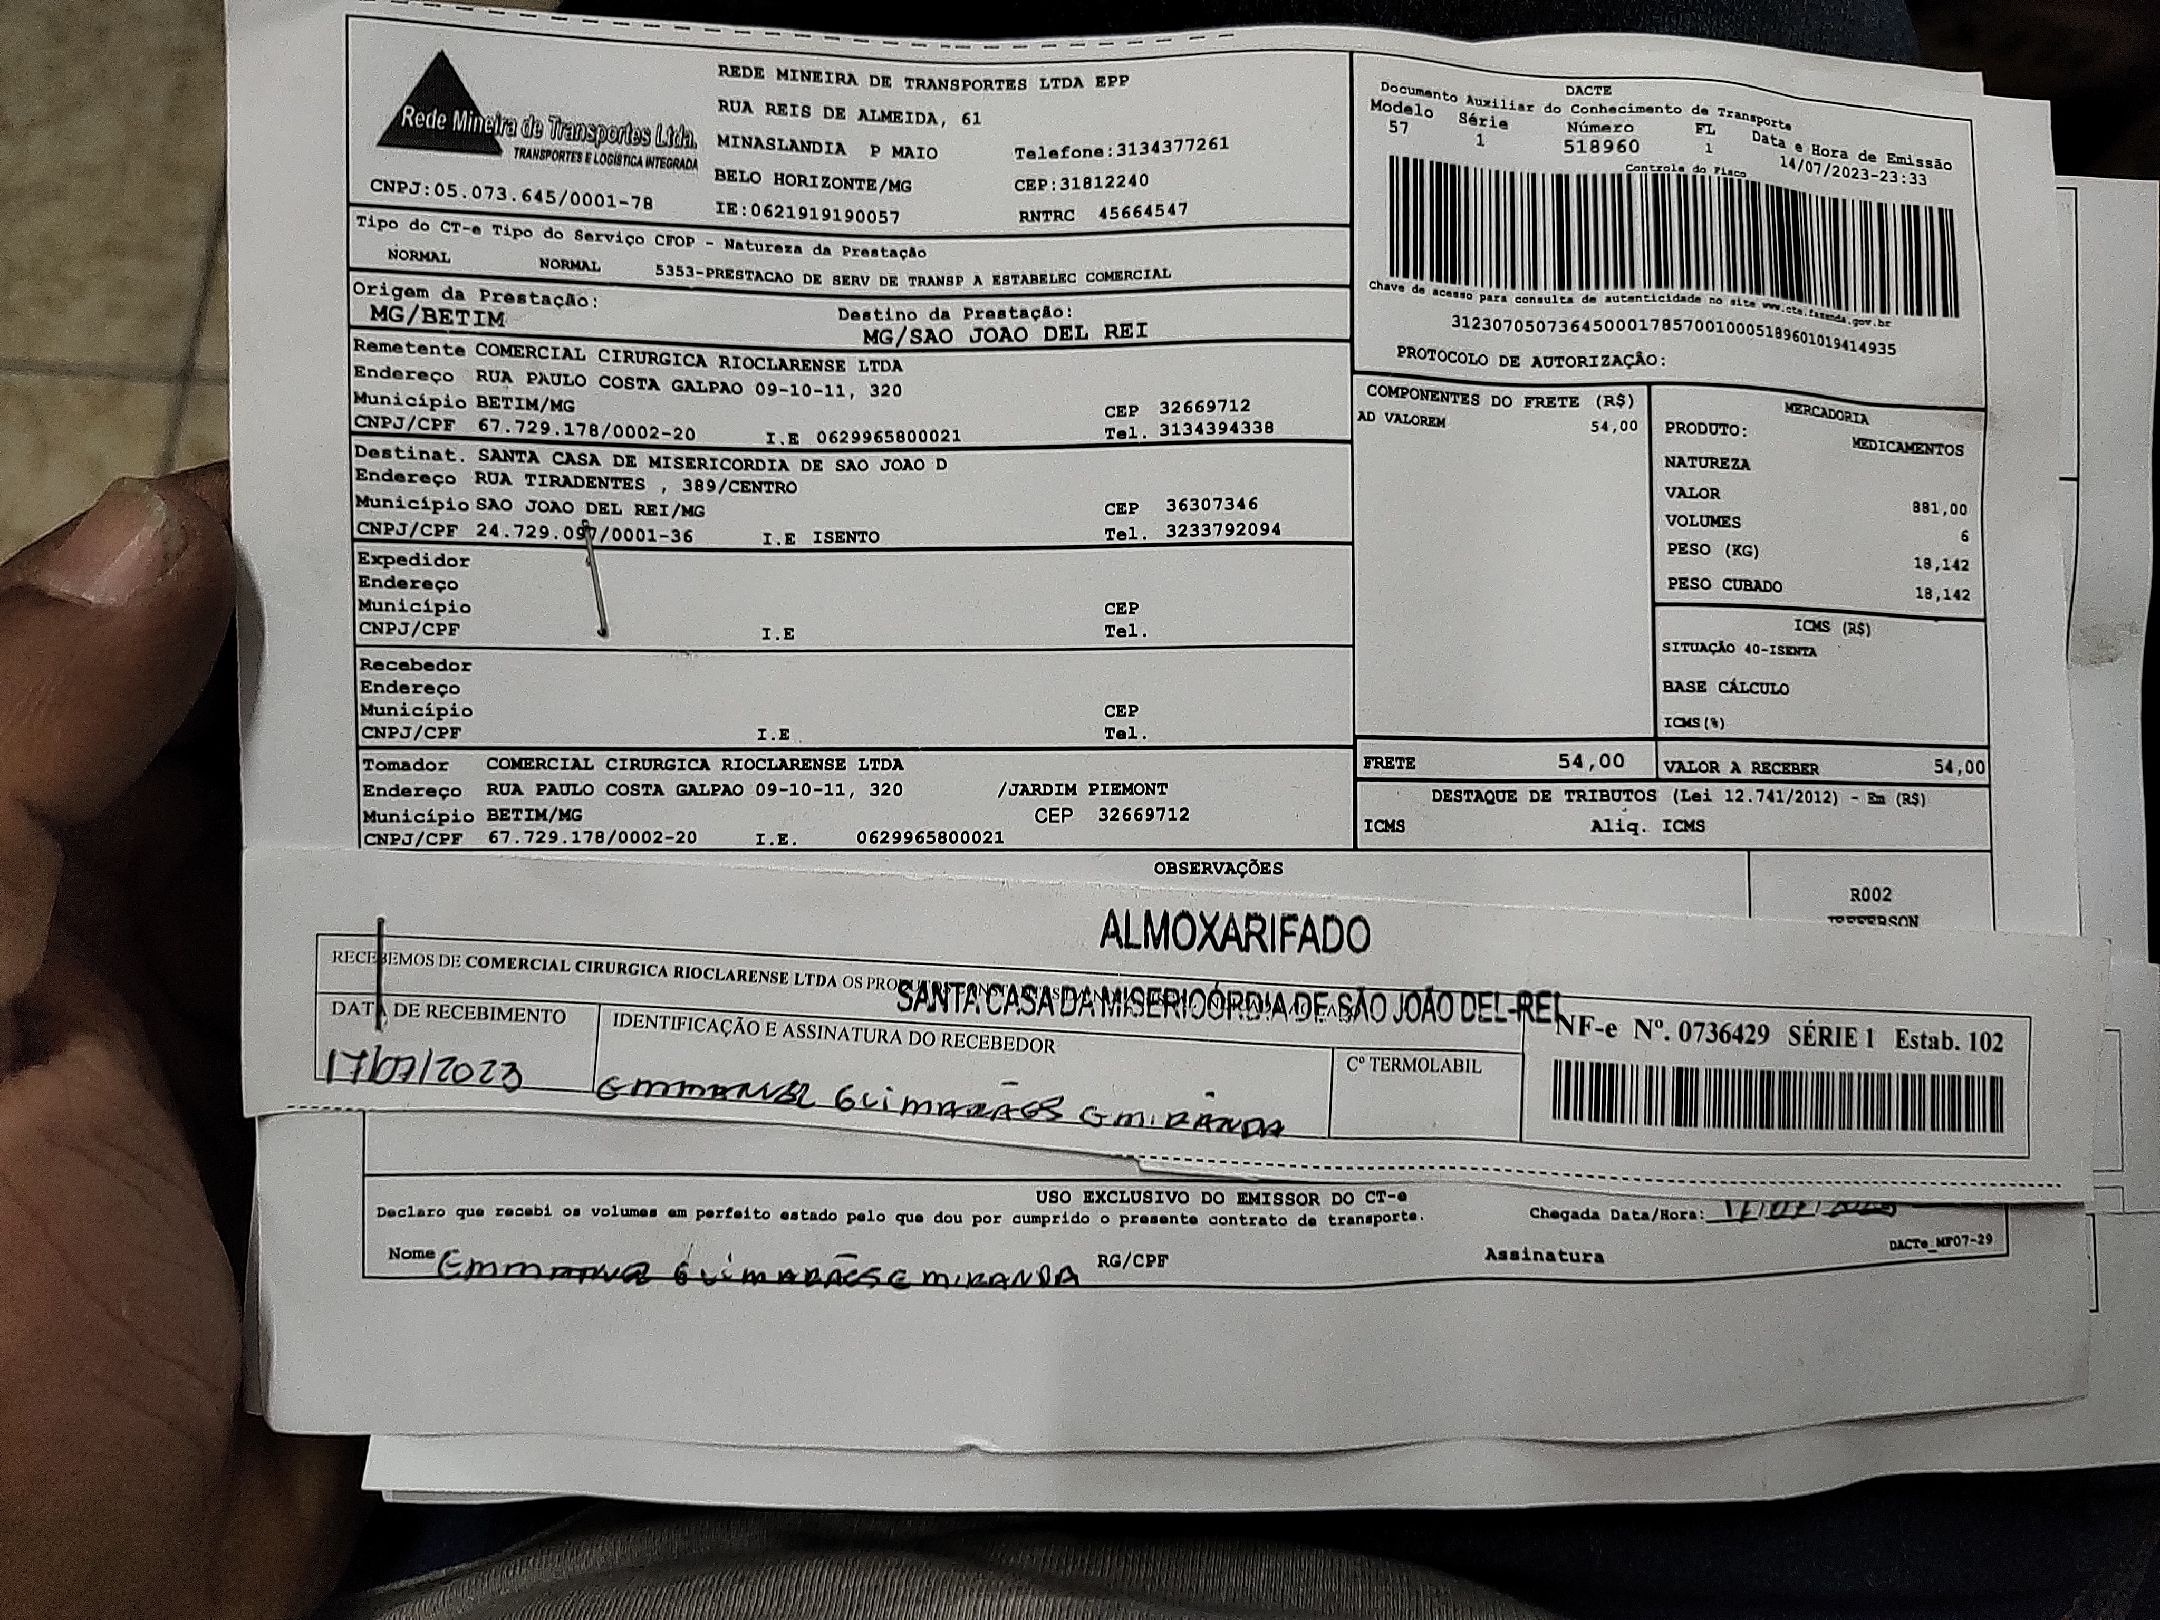 Rede Mineira de Transportes Ltda.
TRANSPORTES E LOGÍSTICA INTEGRADA
CNPJ:05.073.645/0001-78
REDE MINEIRA DE TRANSPORTES LTDA EPP
RUA REIS DE ALMEIDA, 61
MINASLANDIA P MAIO Telefone:3134377261
BELO HORIZONTE/MG CEP:31812240
IE:0621919190057 RNTRC 45664547
DACTE
Documento Auxiliar do Conhecimento de Transporte
Modelo Série Número FL Data e Hora de Emissão
57 1 518960 1 14/07/2023-23:33
Controle do Fisco
Chave de acesso para consulta de autenticidade no site www.cte.fazenda.gov.br
31230705073645000178570010005189601019414935
PROTOCOLO DE AUTORIZAÇÃO:
Tipo do CT-e Tipo do Serviço CFOP - Natureza da Prestação
NORMAL NORMAL 5353-PRESTACAO DE SERV DE TRANSP A ESTABELEC COMERCIAL
Origem da Prestação: Destino da Prestação:
MG/BETIM MG/SAO JOAO DEL REI
Remetente COMERCIAL CIRURGICA RIOCLARENSE LTDA
Endereço RUA PAULO COSTA GALPAO 09-10-11, 320
Município BETIM/MG CEP 32669712
CNPJ/CPF 67.729.178/0002-20 I.E 0629965800021 Tel. 3134394338
Destinat. SANTA CASA DE MISERICORDIA DE SAO JOAO D
Endereço RUA TIRADENTES , 389/CENTRO
Município SAO JOAO DEL REI/MG CEP 36307346
CNPJ/CPF 24.729.097/0001-36 I.E ISENTO Tel. 3233792094
Expedidor
Endereço
Município CEP
CNPJ/CPF I.E Tel.
Recebedor
Endereço
Município CEP
CNPJ/CPF I.E Tel.
Tomador COMERCIAL CIRURGICA RIOCLARENSE LTDA
Endereço RUA PAULO COSTA GALPAO 09-10-11, 320 /JARDIM PIEMONT
Município BETIM/MG CEP 32669712
CNPJ/CPF 67.729.178/0002-20 I.E. 0629965800021
COMPONENTES DO FRETE (R$)
AD VALOREM 54,00
MERCADORIA
PRODUTO: MEDICAMENTOS
NATUREZA
VALOR 881,00
VOLUMES 6
PESO (KG) 18,142
PESO CUBADO 18,142
ICMS (R$)
SITUAÇÃO 40-ISENTA
BASE CÁLCULO
ICMS(%)
FRETE 54,00 VALOR A RECEBER 54,00
DESTAQUE DE TRIBUTOS (Lei 12.741/2012) - Em (R$)
ICMS Aliq. ICMS
OBSERVAÇÕES
R002
ALMOXARIFADO
RECEBEMOS DE COMERCIAL CIRURGICA RIOCLARENSE LTDA OS
SANTA CASA DA MISERICÓRDIA DE SÃO JOÃO DEL-REI
DATA DE RECEBIMENTO IDENTIFICAÇÃO E ASSINATURA DO RECEBEDOR Cº TERMOLABIL NF-e Nº. 0736429 SÉRIE 1 Estab. 102
17/07/2023 EMMANUEL GUIMARÃES E MIRANDA
USO EXCLUSIVO DO EMISSOR DO CT-e
Declaro que recebi os volumes em perfeito estado pelo que dou por cumprido o presente contrato de transporte. Chegada Data/Hora:
Nome EMMANUEL GUIMARÃES E MIRANDA RG/CPF Assinatura DACTe_MF07-29